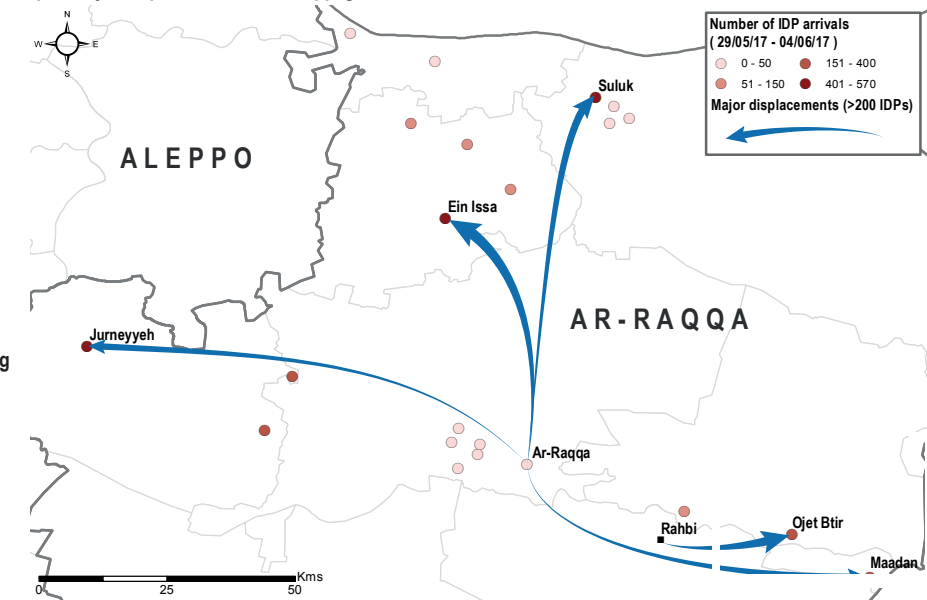 N
W E
S
Number of IDP arrivals
( 29/05/17 - 04/06/17 )
0 - 50 151 - 400
51 - 150 401 - 570
Major displacements (>200 IDPs)
Suluk
ALEPPO
Ein Issa
AR-RAQQA
Jurneyyeh
g
Ar-Raqqa
Rahbi
Ojet Btir
Maadan
Kms
0 25 50